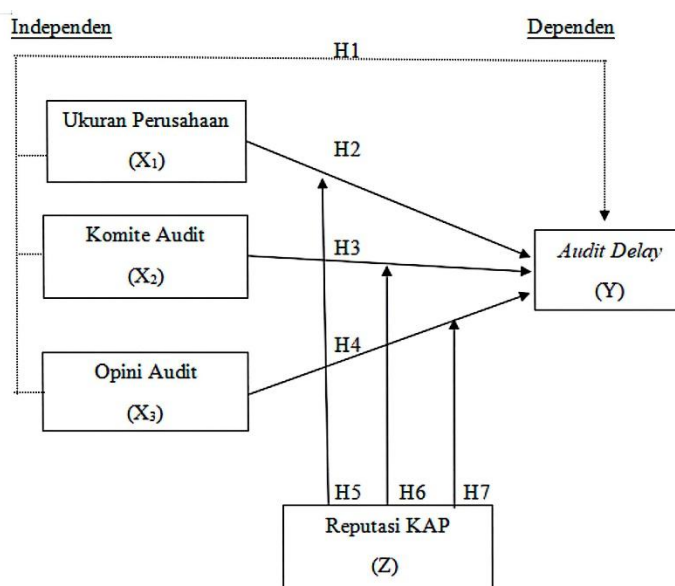 Independen
Dependen
H1
Ukuran Perusahaan
(X₁)
H2
Komite Audit
(X₂)
H3
Audit Delay
(Y)
Opini Audit
(X₃)
H4
H5
H6
H7
Reputasi KAP
(Z)